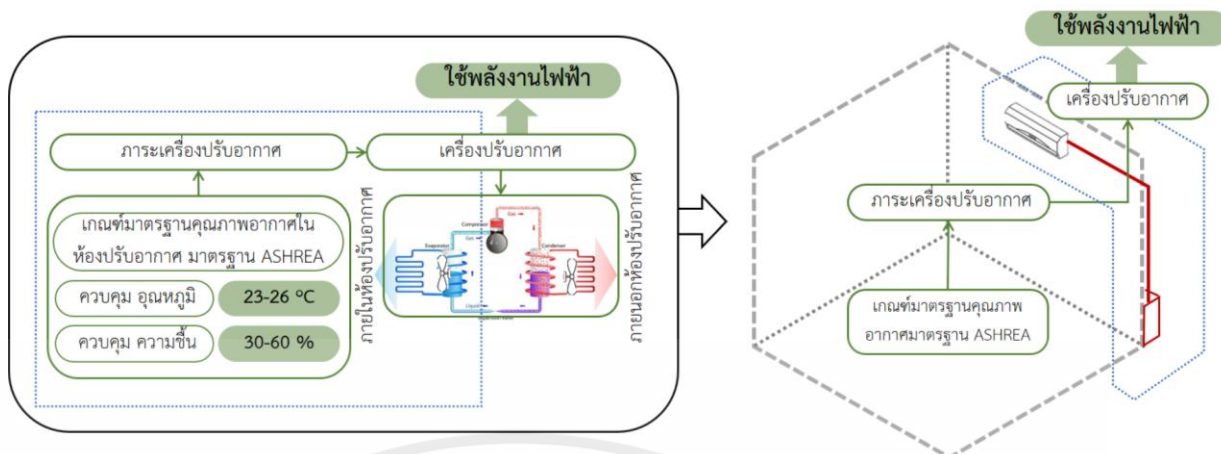 ใช้พลังงานไฟฟ้า
ภาระเครื่องปรับอากาศ
เครื่องปรับอากาศ
เกณฑ์มาตรฐานคุณภาพอากาศใน
ห้องปรับอากาศ มาตรฐาน ASHREA
ควบคุม อุณหภูมิ
23-26 °C
ควบคุม ความชื้น
30-60 %
ภายในห้องปรับอากาศ
Compressor
Gas
Gas
Evaporator
Condenser
Liquid
ภายนอกห้องปรับอากาศ
ใช้พลังงานไฟฟ้า
เครื่องปรับอากาศ
ภาระเครื่องปรับอากาศ
เกณฑ์มาตรฐานคุณภาพ
อากาศมาตรฐาน ASHREA